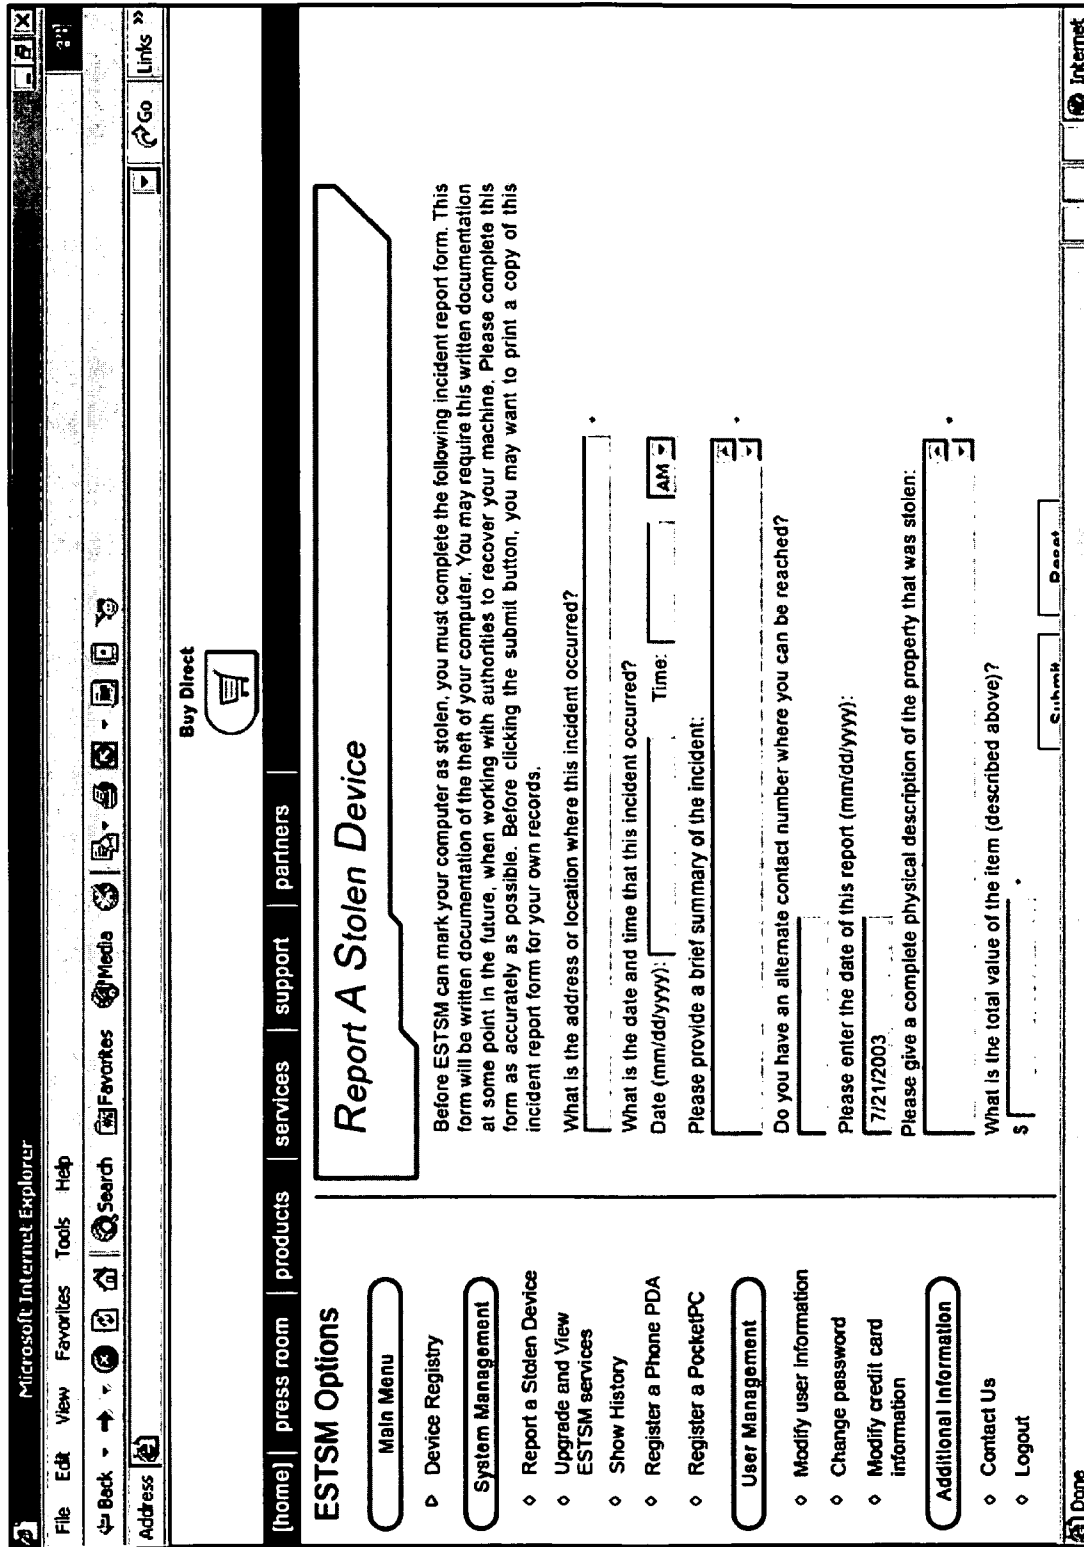 Microsoft Internet Explorer
File Edit View Favorites Tools Help
Back Search Favorites Media
Address Go Links »
Buy Direct
[home] press room products services support partners
ESTSM Options
Main Menu
Device Registry
System Management
Report a Stolen Device
Upgrade and View
ESTSM services
Show History
Register a Phone PDA
Register a PocketPC
User Management
Modify user information
Change password
Modify credit card
information
Additional Information
Contact Us
Logout
Report A Stolen Device
Before ESTSM can mark your computer as stolen, you must complete the following incident report form. This
form will be written documentation of the theft of your computer. You may require this written documentation
at some point in the future, when working with authorities to recover your machine. Please complete this
form as accurately as possible. Before clicking the submit button, you may want to print a copy of this
incident report form for your own records.
What is the address or location where this incident occurred?
*
What is the date and time that this incident occurred?
Date (mm/dd/yyyy): Time: AM
Please provide a brief summary of the incident:
*
Do you have an alternate contact number where you can be reached?
Please enter the date of this report (mm/dd/yyyy):
7/21/2003
Please give a complete physical description of the property that was stolen:
*
What is the total value of the item (described above)?
$ *
Submit Reset
Done Internet